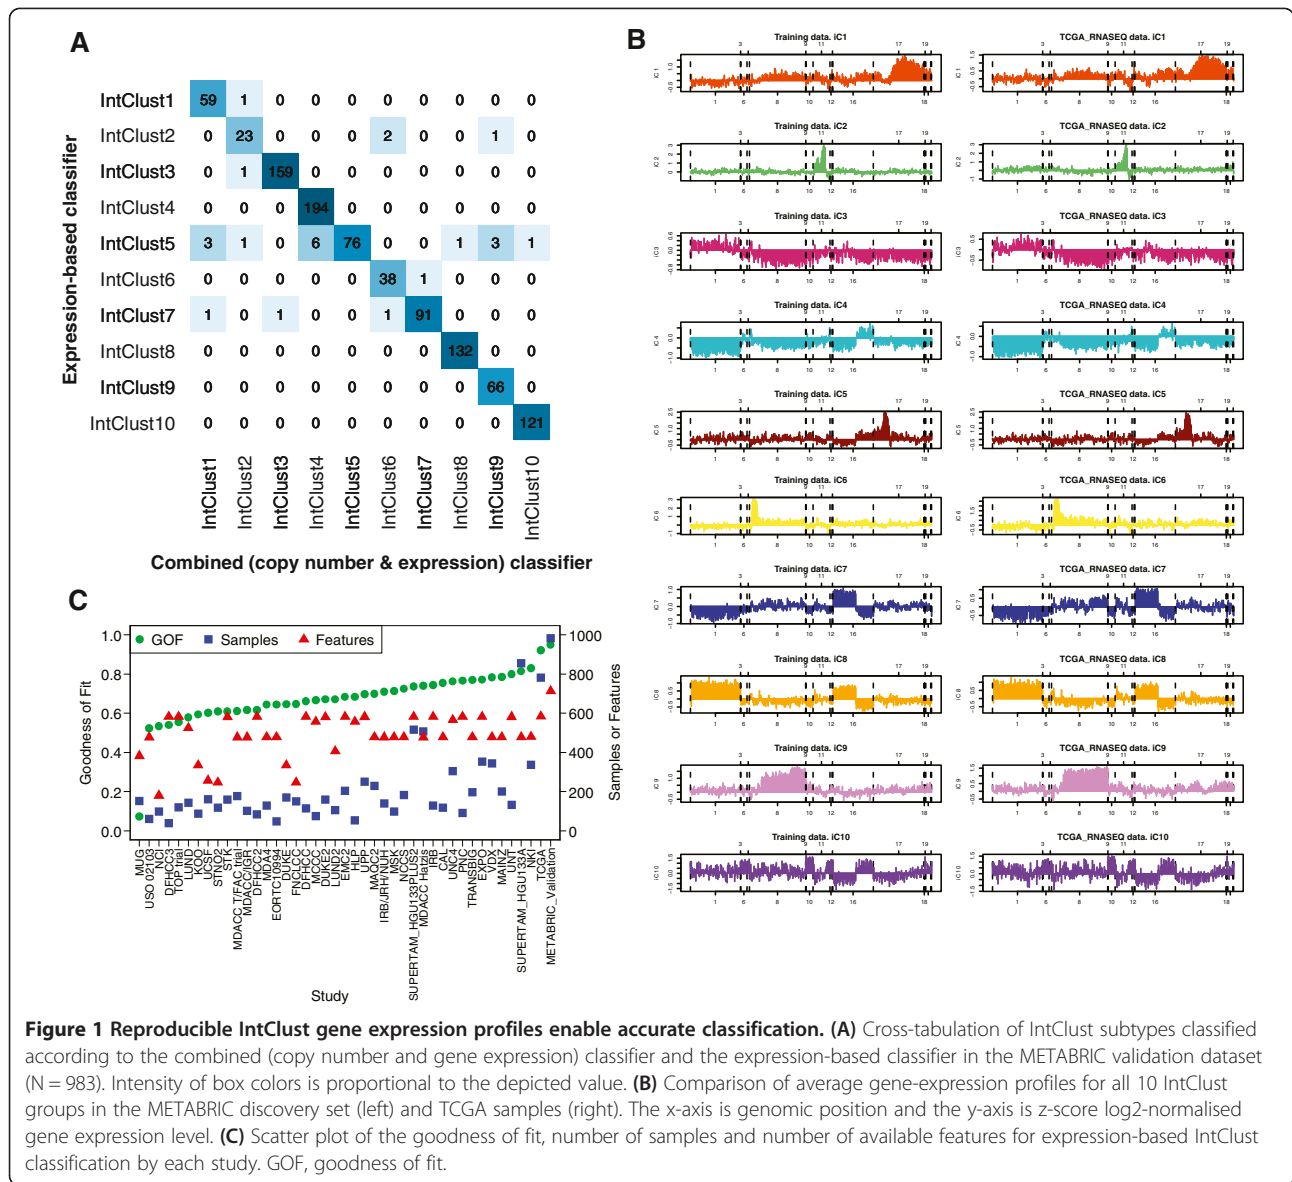 A
Expression-based classifier
IntClust1 59 1 0 0 0 0 0 0 0 0
IntClust2 0 23 0 0 0 2 0 0 1 0
IntClust3 0 1 159 0 0 0 0 0 0 0
IntClust4 0 0 0 194 0 0 0 0 0 0
IntClust5 3 1 0 6 76 0 0 1 3 1
IntClust6 0 0 0 0 0 38 1 0 0 0
IntClust7 1 0 1 0 0 1 91 0 0 0
IntClust8 0 0 0 0 0 0 0 132 0 0
IntClust9 0 0 0 0 0 0 0 0 66 0
IntClust10 0 0 0 0 0 0 0 0 0 121
IntClust1 IntClust2 IntClust3 IntClust4 IntClust5 IntClust6 IntClust7 IntClust8 IntClust9 IntClust10
Combined (copy number & expression) classifier
B
Training data. iC1
TCGA_RNASEQ data. iC1
Training data. iC2
TCGA_RNASEQ data. iC2
Training data. iC3
TCGA_RNASEQ data. iC3
Training data. iC4
TCGA_RNASEQ data. iC4
Training data. iC5
TCGA_RNASEQ data. iC5
Training data. iC6
TCGA_RNASEQ data. iC6
Training data. iC7
TCGA_RNASEQ data. iC7
Training data. iC8
TCGA_RNASEQ data. iC8
Training data. iC9
TCGA_RNASEQ data. iC9
Training data. iC10
TCGA_RNASEQ data. iC10
C
GOF Samples Features
Goodness of Fit
1.0
0.8
0.6
0.4
0.2
0.0
1000
800
600
400
200
0
Samples or Features
MUG
USO 02103
NCI
DFHCC3
TOP trial
LUND
KOO
UCSF
STNO2
STK
MDACC T/FAC trial
MDACC/IGR
DFHCC2
MDA4
EORTC10994
DUKE
FNCLCC
DFHCC
MCCC
DUKE2
LUND2
EMC2
HLP
UPP
MAQC2
IRB/JRH/NUH
MSK
NCCS
SUPERTAM_HGU133PLUS2
MDACC Hatzis
IRB
CAL
UNC4
PNC
TRANSBIG
EXPO
VDX
MAINZ
UNT
SUPERTAM_HGU133A
NKI
TCGA
METABRIC_Validation
Study
Figure 1 Reproducible IntClust gene expression profiles enable accurate classification. (A) Cross-tabulation of IntClust subtypes classified
according to the combined (copy number and gene expression) classifier and the expression-based classifier in the METABRIC validation dataset
(N = 983). Intensity of box colors is proportional to the depicted value. (B) Comparison of average gene-expression profiles for all 10 IntClust
groups in the METABRIC discovery set (left) and TCGA samples (right). The x-axis is genomic position and the y-axis is z-score log2-normalised
gene expression level. (C) Scatter plot of the goodness of fit, number of samples and number of available features for expression-based IntClust
classification by each study. GOF, goodness of fit.